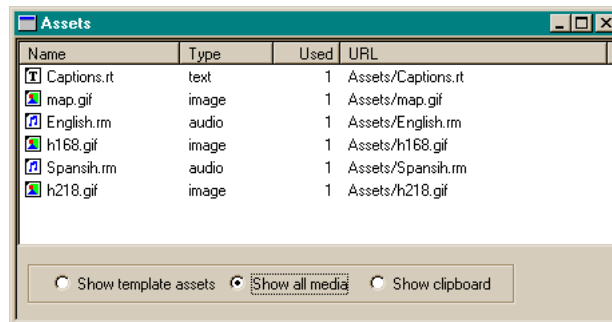 Assets
Name Type Used URL
Captions.rt text 1 Assets/Captions.rt
map.gif image 1 Assets/map.gif
English.rm audio 1 Assets/English.rm
h168.gif image 1 Assets/h168.gif
Spansih.rm audio 1 Assets/Spansih.rm
h218.gif image 1 Assets/h218.gif
Show template assets Show all media Show clipboard